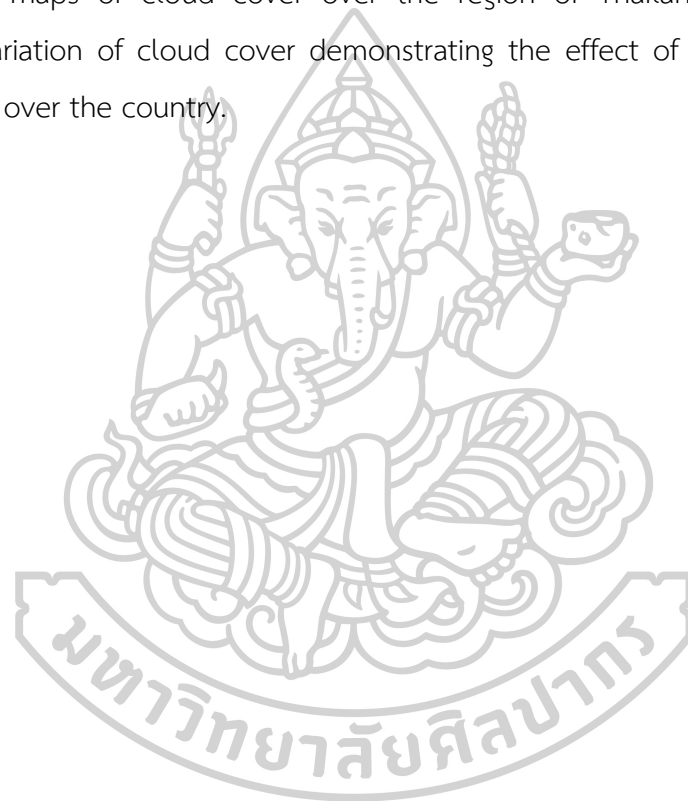 maps of cloud cover over the region of
ariation of cloud cover demonstrating the effect of
over the country.
มหาวิทยาลัยศิลปากร